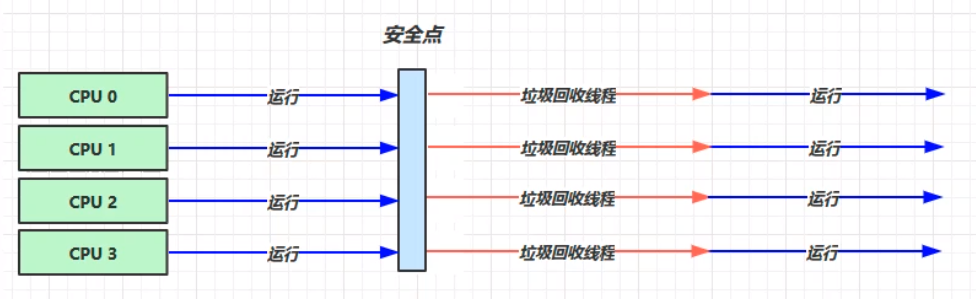 安全点
CPU 0 运行 垃圾回收线程 运行
CPU 1 运行 垃圾回收线程 运行
CPU 2 运行 垃圾回收线程 运行
CPU 3 运行 垃圾回收线程 运行